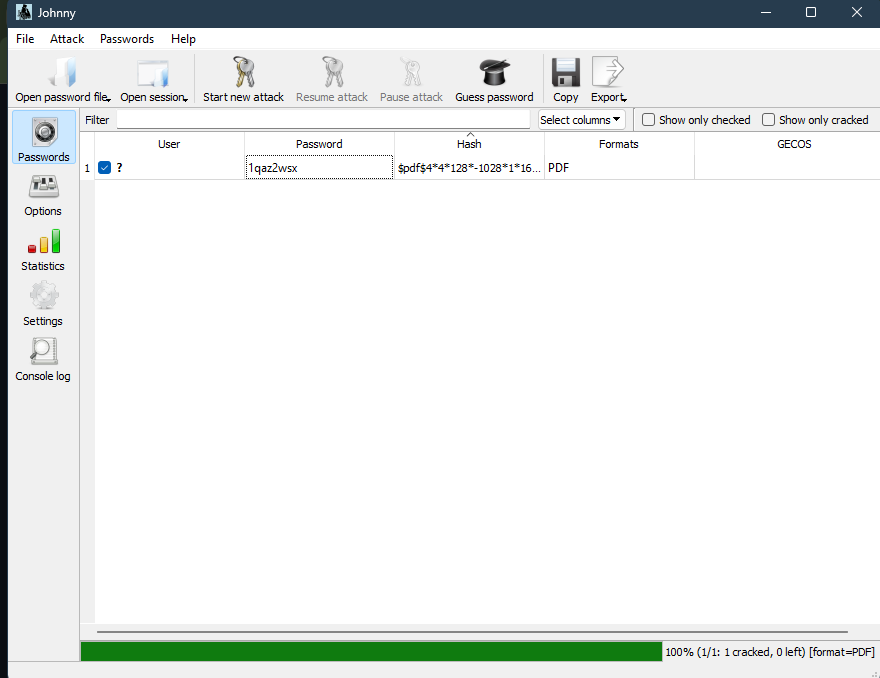 Johnny
File Attack Passwords Help
Open password file Open session Start new attack Resume attack Pause attack Guess password Copy Export
Filter Select columns Show only checked Show only cracked
Passwords
Options
Statistics
Settings
Console log
User Password Hash Formats GECOS
1 ? 1qaz2wsx $pdf$4*4*128*-1028*1*16... PDF
100% (1/1: 1 cracked, 0 left) [format=PDF]